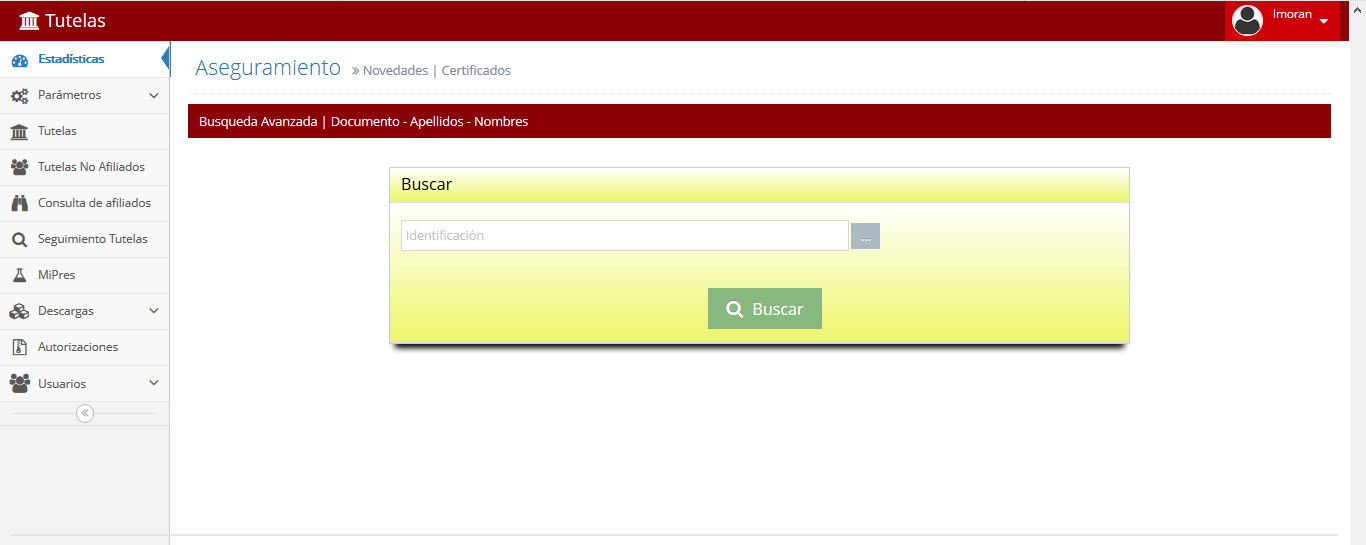 Tutelas
lmoran
Estadísticas
Parámetros
Tutelas
Tutelas No Afiliados
Consulta de afiliados
Seguimiento Tutelas
MiPres
Descargas
Autorizaciones
Usuarios
Aseguramiento » Novedades | Certificados
Busqueda Avanzada | Documento - Apellidos - Nombres
Buscar
Identificación
...
Buscar